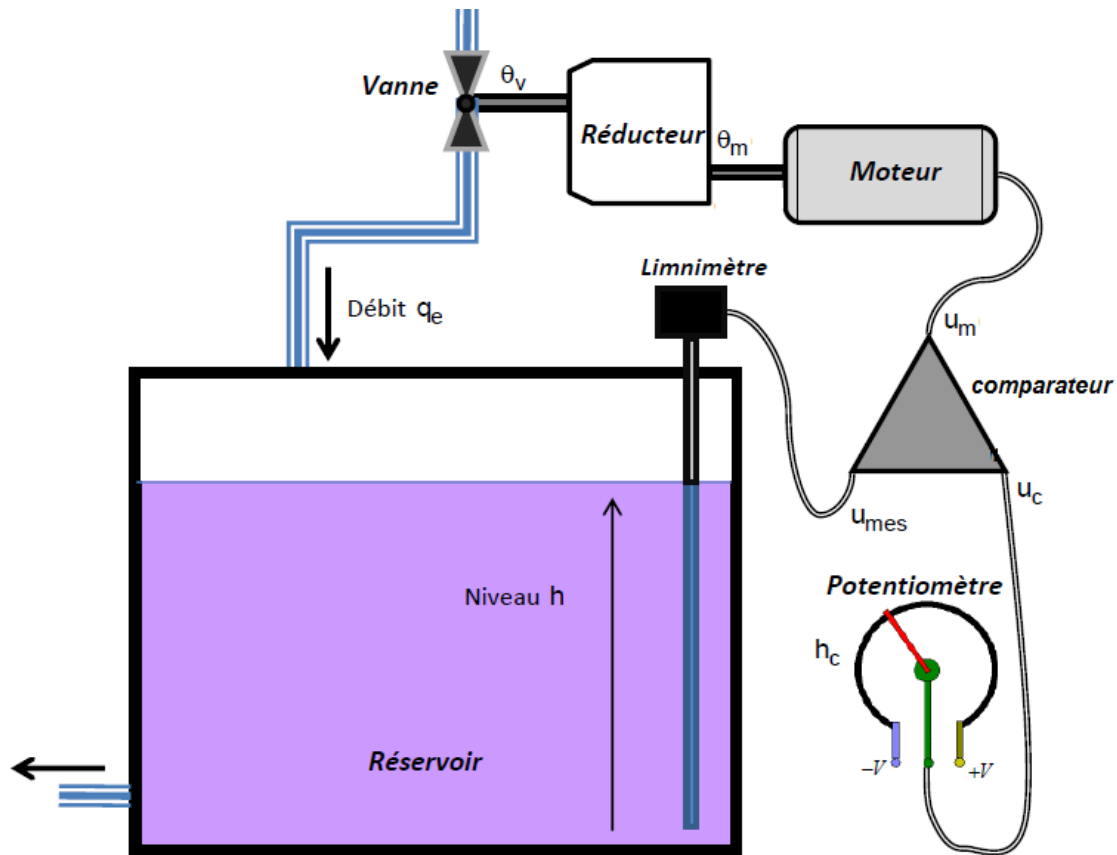 Vanne
θv
Réducteur
θm
Moteur
Limnimètre
Débit qe
um
comparateur
umes
uc
Niveau h
Potentiomètre
hc
Réservoir
−V
+V